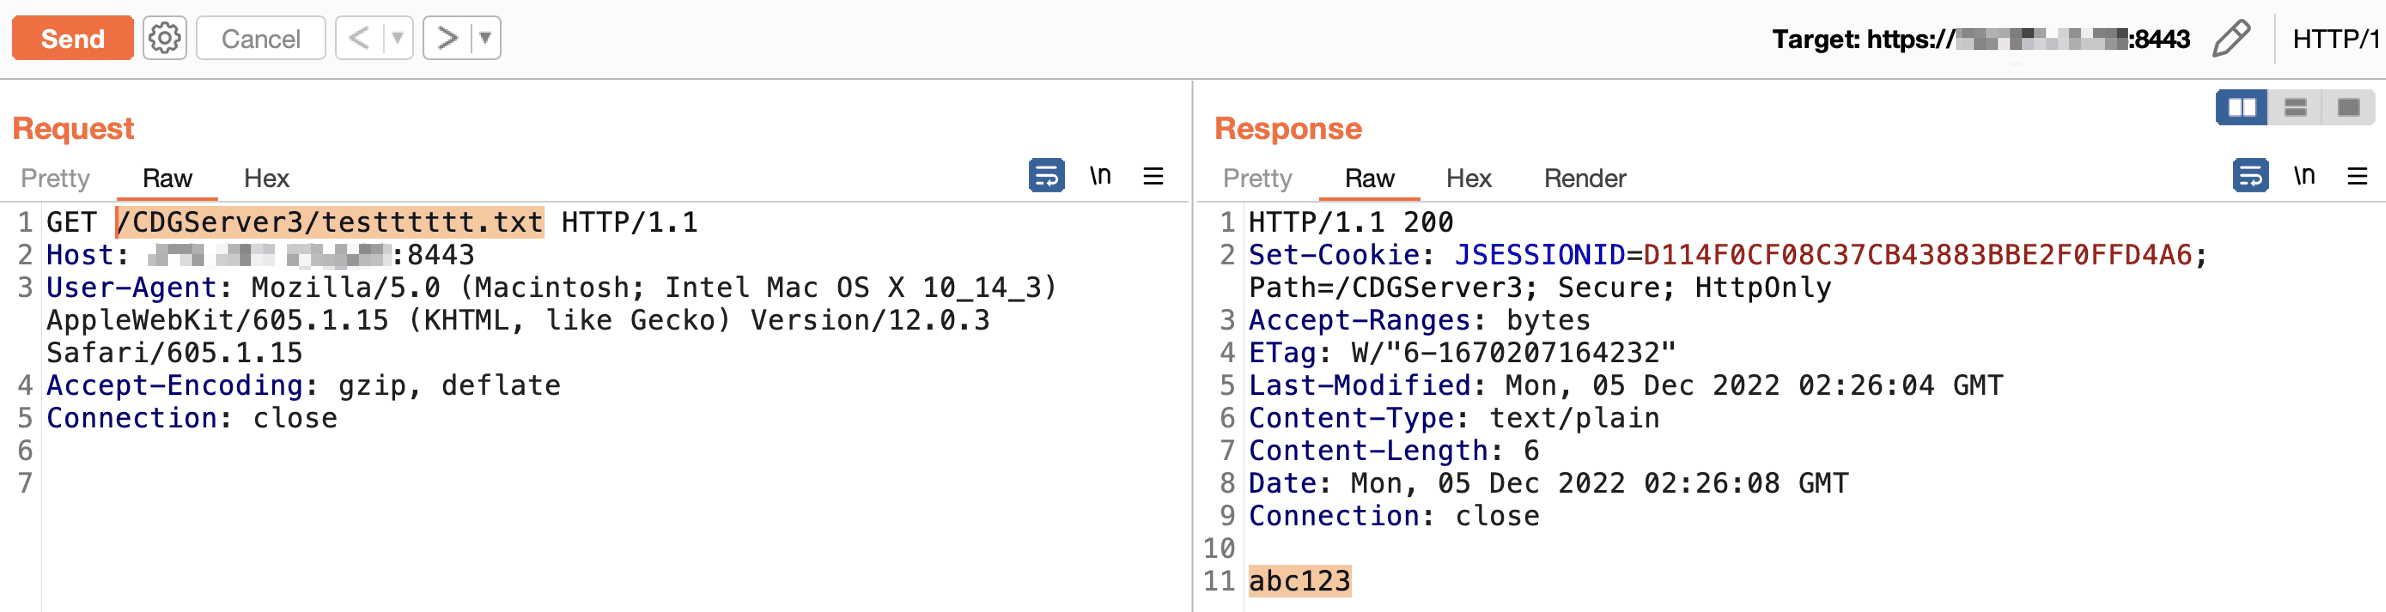 Send Cancel < > Target: https:// :8443 HTTP/1
Request
Pretty Raw Hex \n
1 GET /CDGServer3/testttttt.txt HTTP/1.1
2 Host: :8443
3 User-Agent: Mozilla/5.0 (Macintosh; Intel Mac OS X 10_14_3)
AppleWebKit/605.1.15 (KHTML, like Gecko) Version/12.0.3
Safari/605.1.15
4 Accept-Encoding: gzip, deflate
5 Connection: close
6
7
Response
Pretty Raw Hex Render \n
1 HTTP/1.1 200
2 Set-Cookie: JSESSIONID=D114F0CF08C37CB43883BBE2F0FFD4A6;
Path=/CDGServer3; Secure; HttpOnly
3 Accept-Ranges: bytes
4 ETag: W/"6-1670207164232"
5 Last-Modified: Mon, 05 Dec 2022 02:26:04 GMT
6 Content-Type: text/plain
7 Content-Length: 6
8 Date: Mon, 05 Dec 2022 02:26:08 GMT
9 Connection: close
10
11 abc123